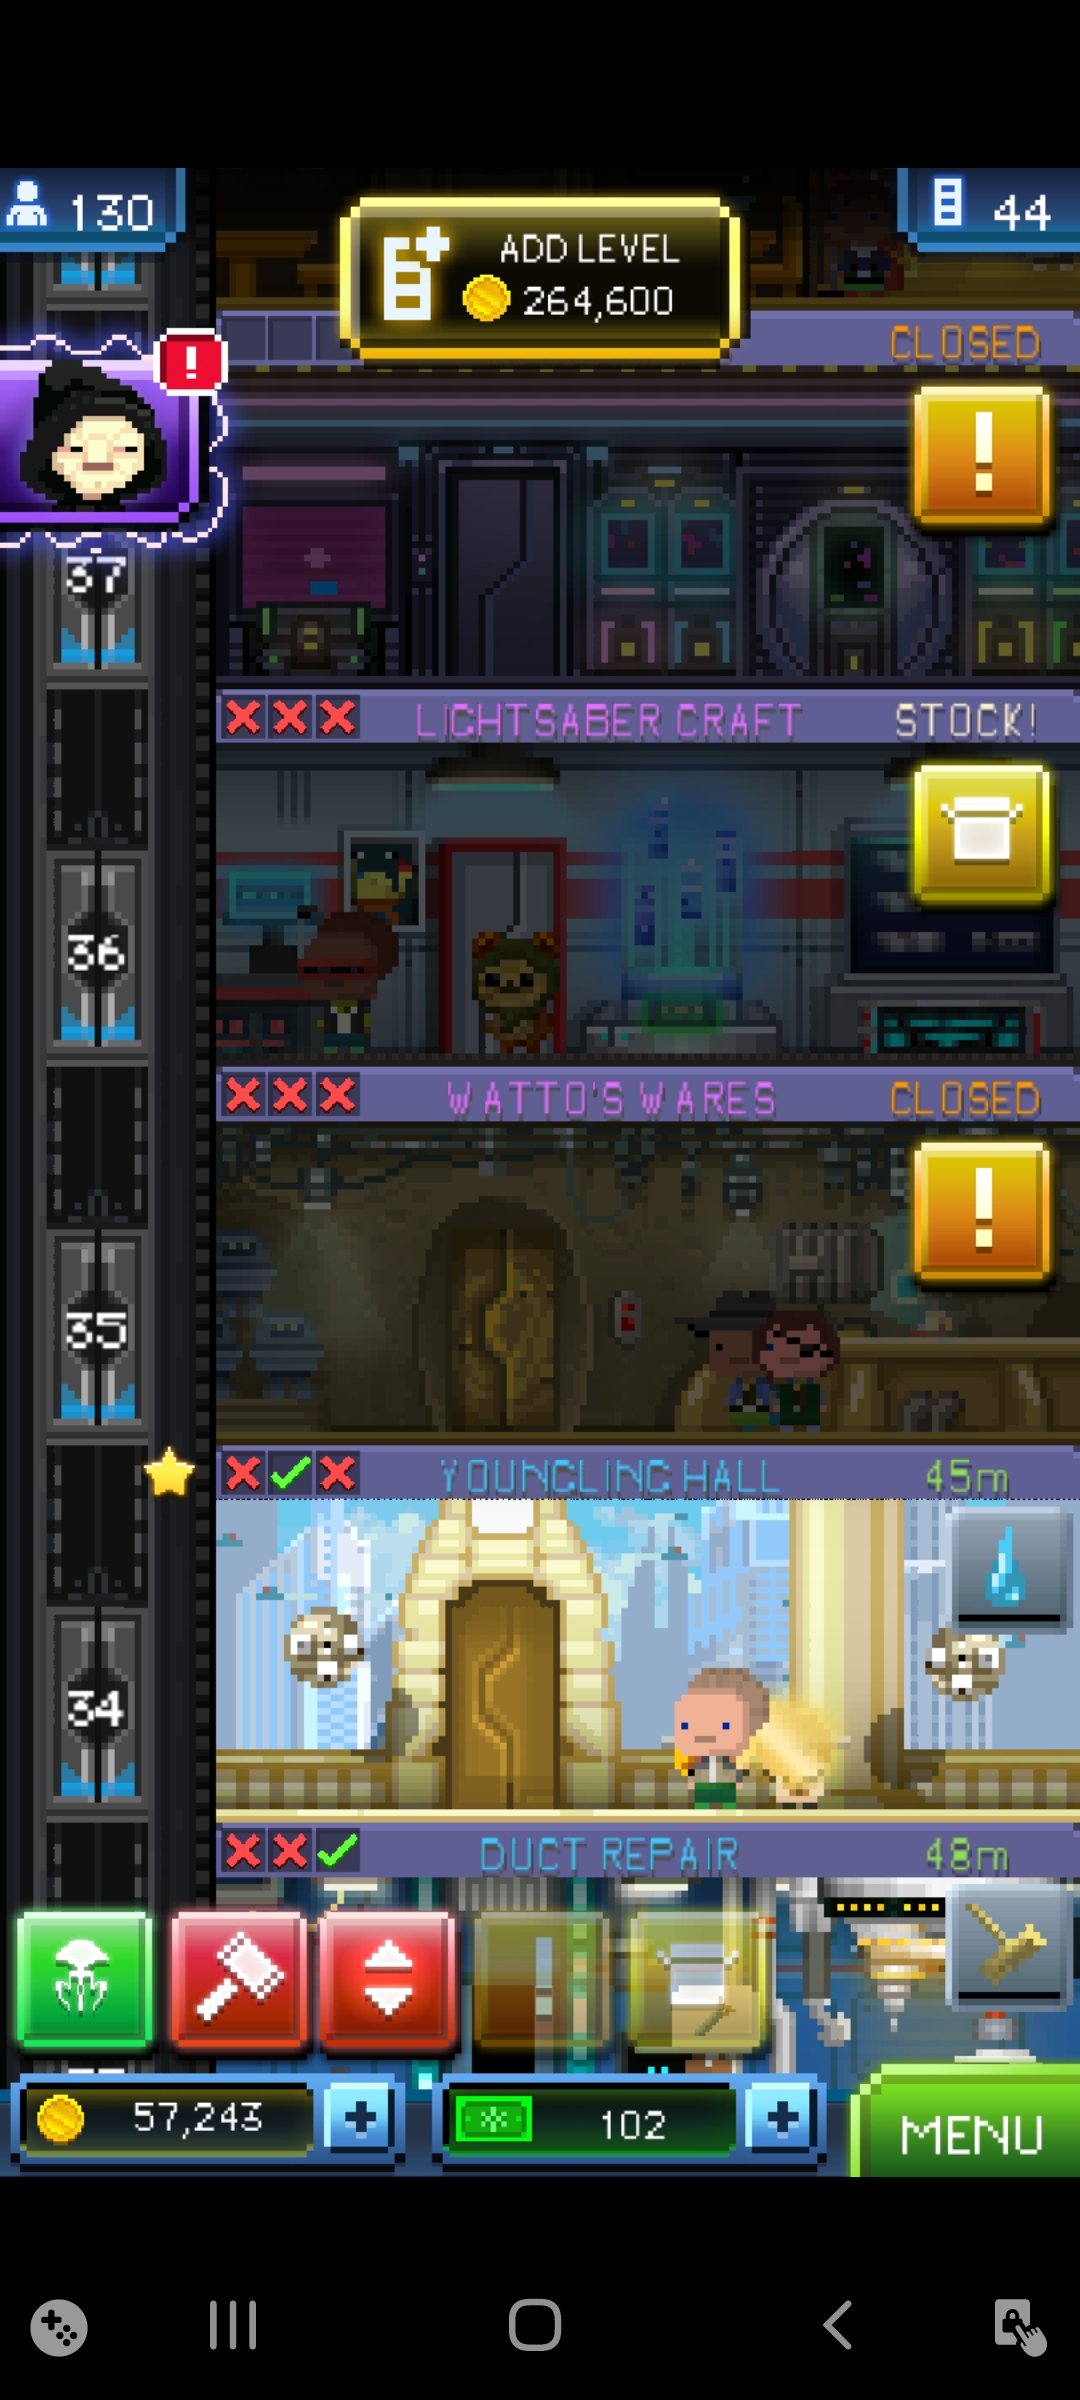 130
ADD LEVEL
264,600
44
CLOSED
!
!
37
LIGHTSABER CRAFT
STOCK!
36
WATTO'S WARES
CLOSED
!
35
YOUNGLING HALL
45m
34
DUCT REPAIR
48m
57,243
102
MENU